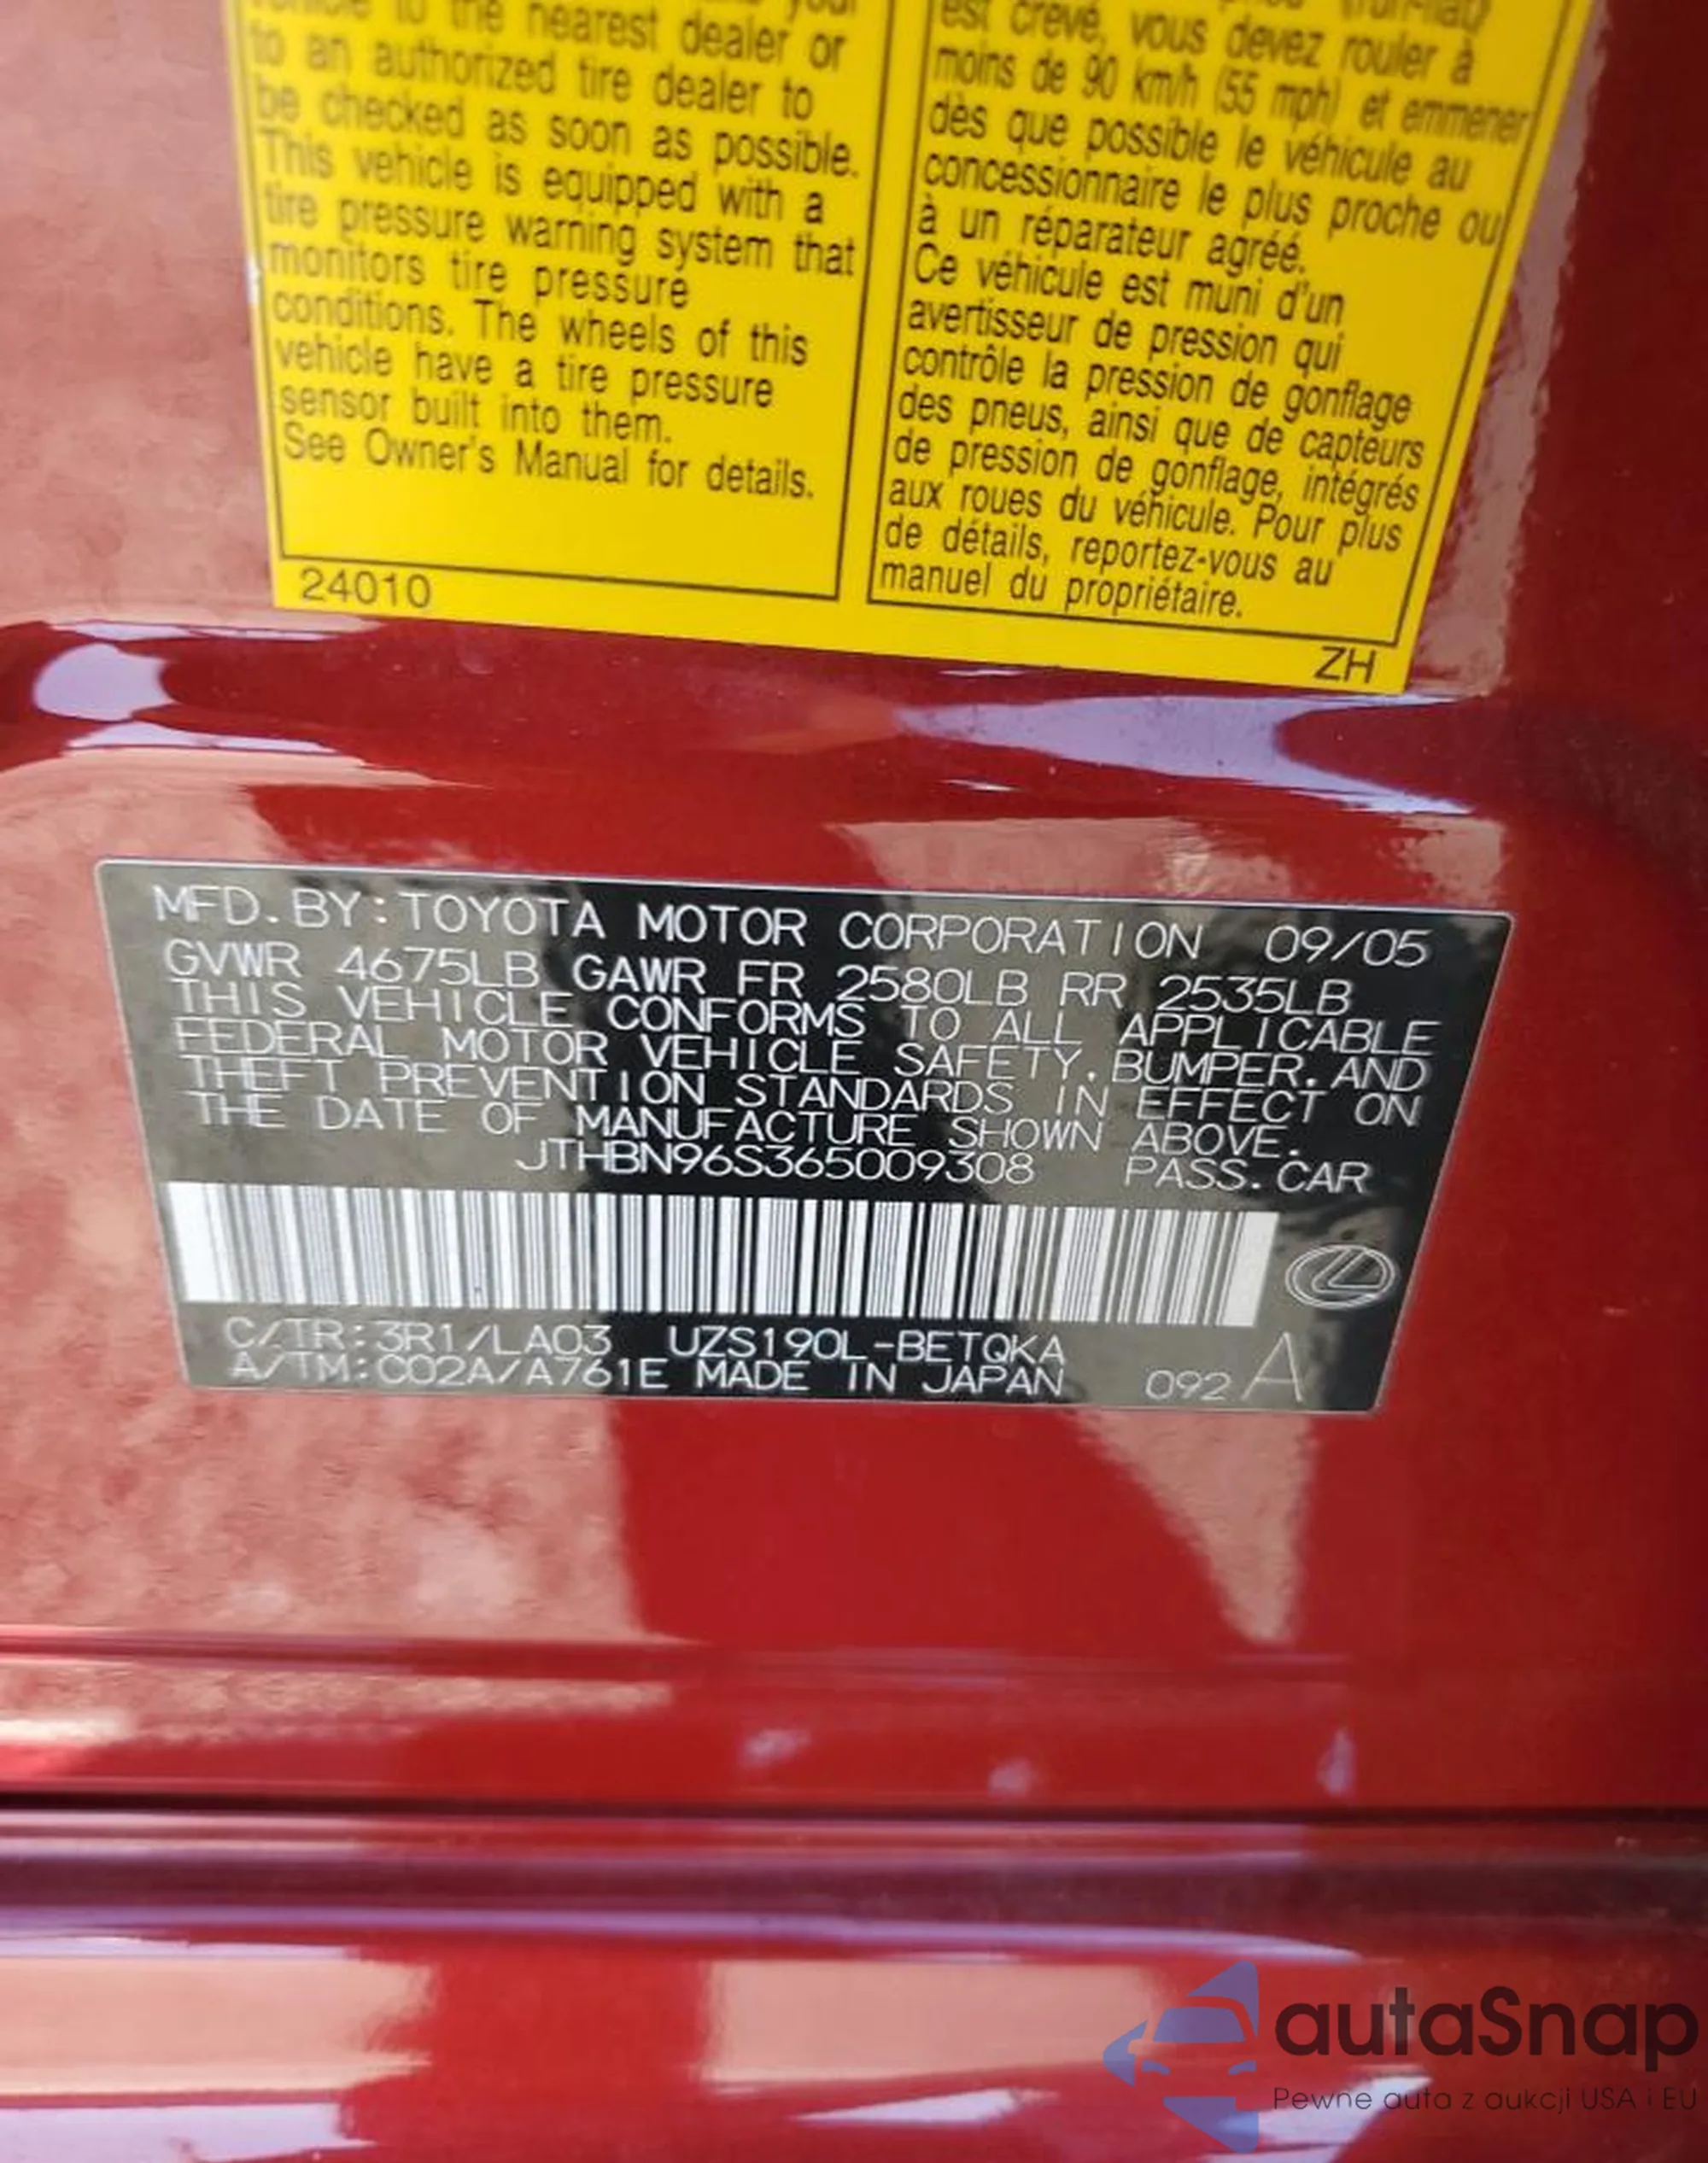 vehicle to the nearest dealer or
to an authorized tire dealer to
be checked as soon as possible.
This vehicle is equipped with a
tire pressure warning system that
monitors tire pressure
conditions. The wheels of this
vehicle have a tire pressure
sensor built into them.
See Owner's Manual for details.
24010
(run-flat)
est crevé, vous devez rouler à
moins de 90 km/h (55 mph) et emmener
dès que possible le véhicule au
concessionnaire le plus proche ou
à un réparateur agréé.
Ce véhicule est muni d'un
avertisseur de pression qui
contrôle la pression de gonflage
des pneus, ainsi que de capteurs
de pression de gonflage, intégrés
aux roues du véhicule. Pour plus
de détails, reportez-vous au
manuel du propriétaire.
ZH
MFD. BY: TOYOTA MOTOR CORPORATION 09/05
GVWR 4675LB GAWR FR 2580LB RR 2535LB
THIS VEHICLE CONFORMS TO ALL APPLICABLE
FEDERAL MOTOR VEHICLE SAFETY, BUMPER, AND
THEFT PREVENTION STANDARDS IN EFFECT ON
THE DATE OF MANUFACTURE SHOWN ABOVE.
JTHBN96S365009308 PASS. CAR
C/TR: 3R1/LA03 UZS190L-BETQKA
A/TM: C02A/A761E MADE IN JAPAN 092 A
autaSnap
Pewne auta z aukcji USA i EU